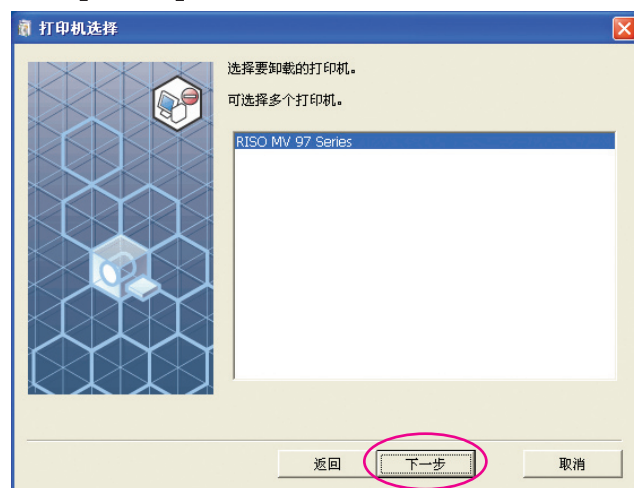 打印机选择
选择要卸载的打印机。
可选择多个打印机。
RISO MV 97 Series
返回
下一步
取消